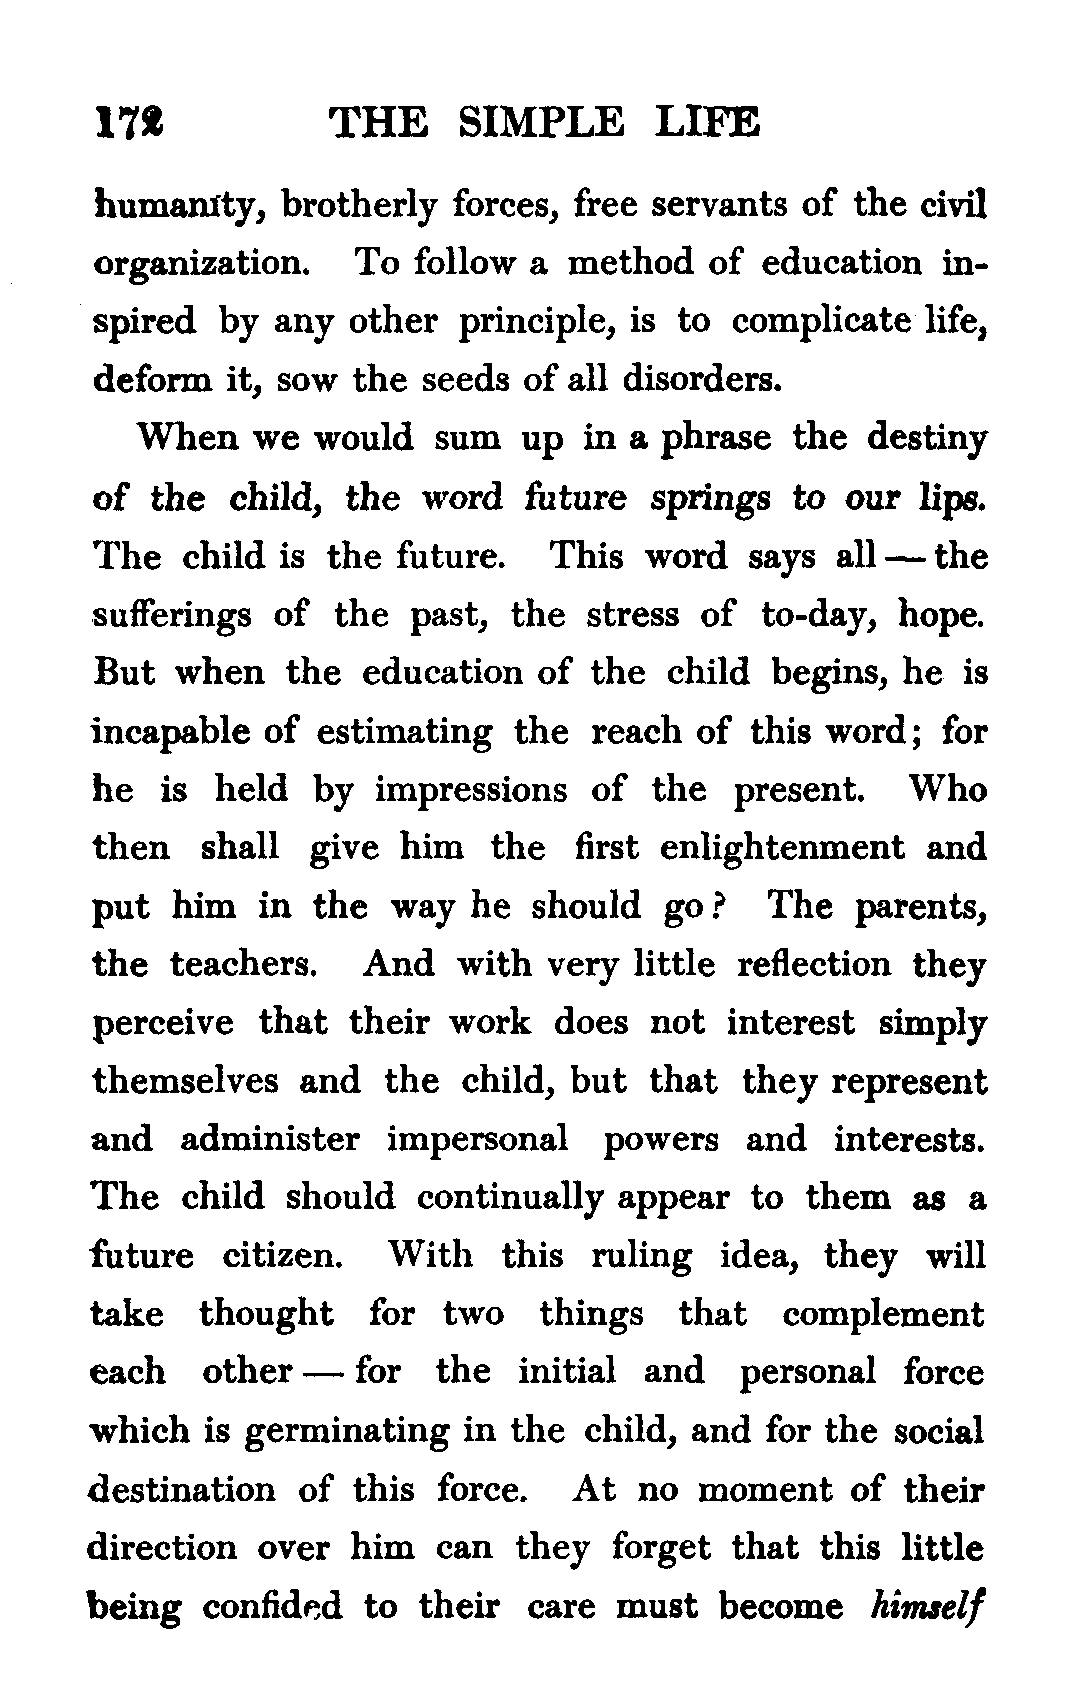 172 THE SIMPLE LIFE
humanity, brotherly forces, free servants of the civil
organization. To follow a method of education in-
spired by any other principle, is to complicate life,
deform it, sow the seeds of all disorders.
When we would sum up in a phrase the destiny
of the child, the word future springs to our lips.
The child is the future. This word says all — the
sufferings of the past, the stress of to-day, hope.
But when the education of the child begins, he is
incapable of estimating the reach of this word; for
he is held by impressions of the present. Who
then shall give him the first enlightenment and
put him in the way he should go? The parents,
the teachers. And with very little reflection they
perceive that their work does not interest simply
themselves and the child, but that they represent
and administer impersonal powers and interests.
The child should continually appear to them as a
future citizen. With this ruling idea, they will
take thought for two things that complement
each other — for the initial and personal force
which is germinating in the child, and for the social
destination of this force. At no moment of their
direction over him can they forget that this little
being confided to their care must become himself